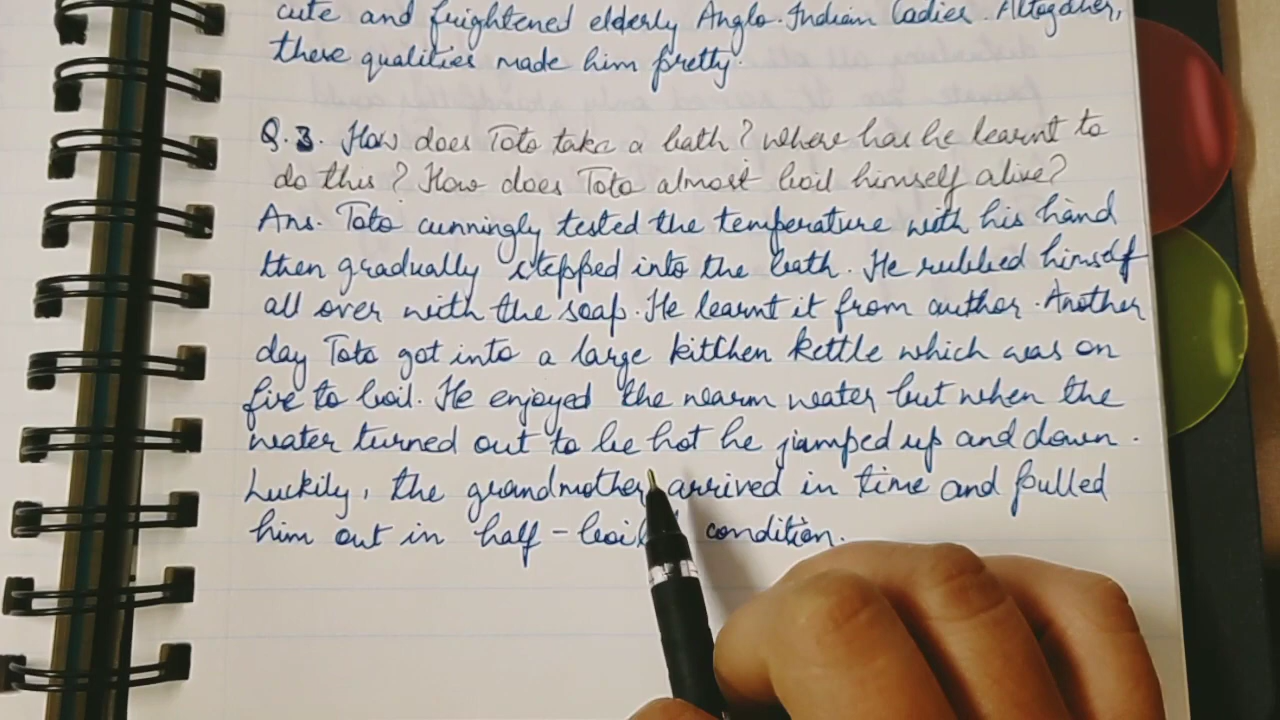 cute and frightened elderly Anglo-Indian Ladies. Altogether,
these qualities made him pretty.
Q.3. How does Toto take a bath? Where has he learnt to
do this? How does Toto almost boil himself alive?
Ans. Toto cunningly tested the temperature with his hand
then gradually stepped into the bath. He rubbed himself
all over with the soap. He learnt it from author. Another
day Toto got into a large kitchen kettle which was on
fire to boil. He enjoyed the warm water but when the
water turned out to be hot he jumped up and down.
Luckily, the grandmother arrived in time and pulled
him out in half-boil condition.